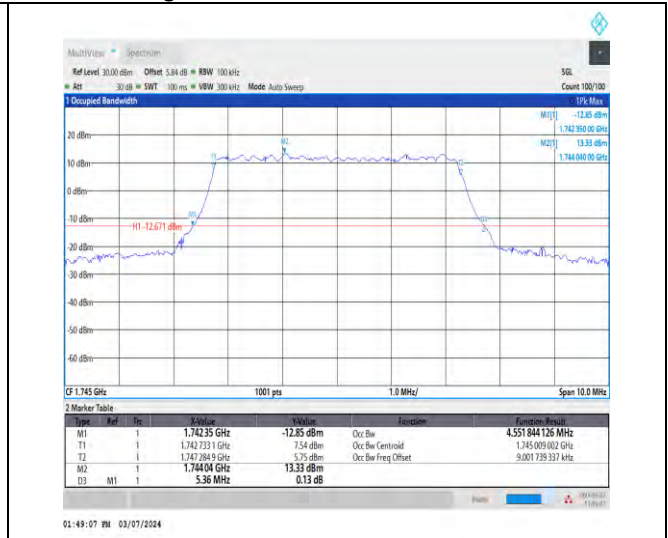 MultiView Spectrum
Ref Level 30.00 dBm Offset 5.84 dB RBW 100 kHz SGL
Att 30 dB SWT 100 ms VBW 300 kHz Mode Auto Sweep Count 100/100
1 Occupied Bandwidth 1Pk Max
M1[1] -12.85 dBm
1.742 350 00 GHz
20 dBm M2 M2[1] 13.33 dBm
T1 1.744 040 00 GHz
10 dBm
0 dBm
-10 dBm
H1 -12.671 dBm
-20 dBm
-30 dBm
-40 dBm
-50 dBm
-60 dBm
CF 1.745 GHz 1001 pts 1.0 MHz/ Span 10.0 MHz
2 Marker Table
Type Ref Trc X-Value Y-Value Function Function Result
M1 1 1.742 35 GHz -12.85 dBm Occ Bw 4.551 844 126 MHz
T1 1 1.742 733 1 GHz 7.54 dBm Occ Bw Centroid 1.745 009 002 GHz
T2 1 1.747 284 9 GHz 5.75 dBm Occ Bw Freq Offset 9.001 739 337 kHz
M2 1 1.744 04 GHz 13.33 dBm
D3 M1 1 5.36 MHz 0.13 dB
01:49:07 PM 03/07/2024